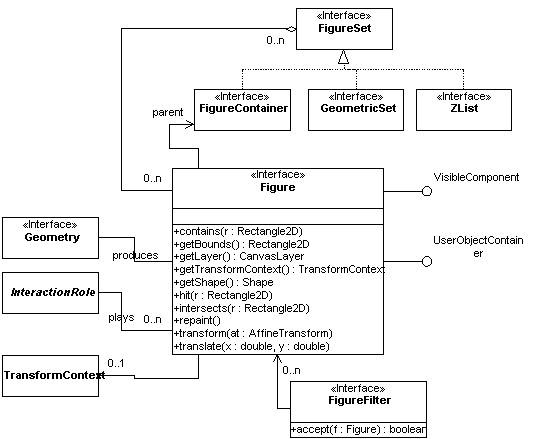 «Interface»
FigureSet
0..n
«Interface»
FigureContainer
«Interface»
GeometricSet
«Interface»
ZList
parent
0..n
«Interface»
Figure
VisibleComponent
«Interface»
Geometry
produces
+contains(r : Rectangle2D)
+getBounds() : Rectangle2D
+getLayer() : CanvasLayer
+getTransformContext() : TransformContext
+getShape() : Shape
+hit(r : Rectangle2D)
+intersects(r : Rectangle2D)
+repaint()
+transform(at : AffineTransform)
+translate(x : double, y : double)
UserObjectContain
er
InteractionRole
plays
0..n
TransformContext
0..1
0..n
«Interface»
FigureFilter
+accept(f : Figure) : boolean